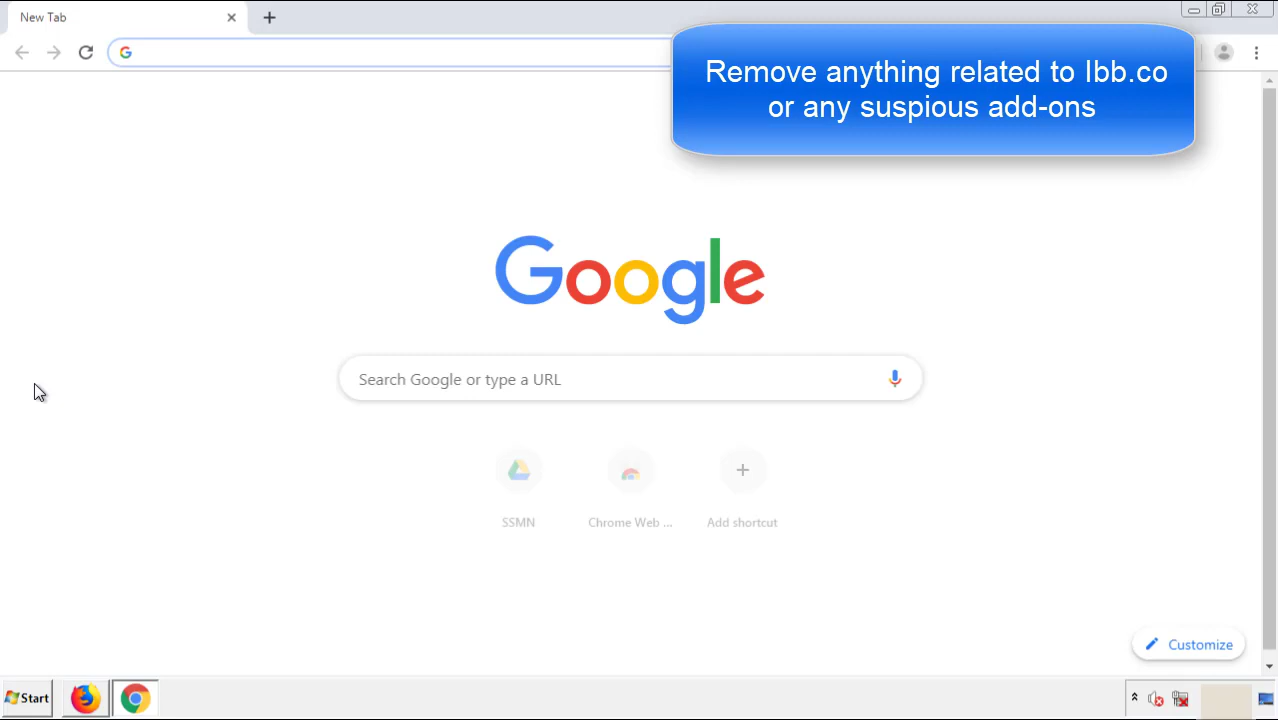 New Tab
Remove anything related to Ibb.co
or any suspious add-ons
Google
Search Google or type a URL
SSMN
Chrome Web ...
Add shortcut
Customize
Start